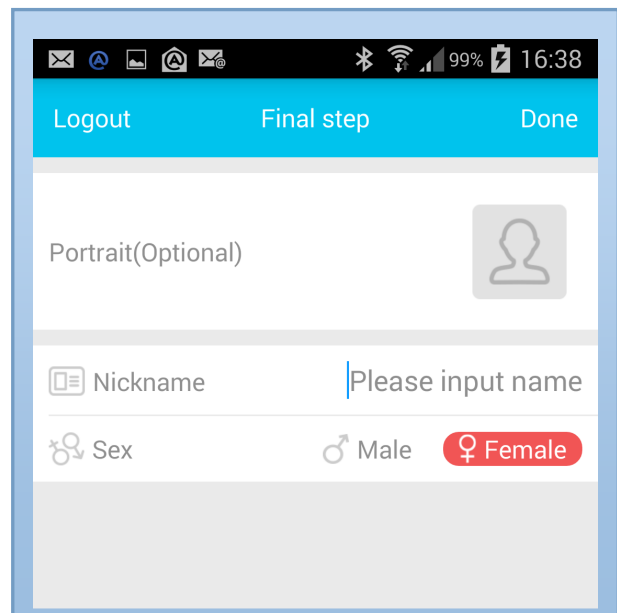 99% 16:38
Logout Final step Done
Portrait(Optional)
Nickname Please input name
Sex Male Female